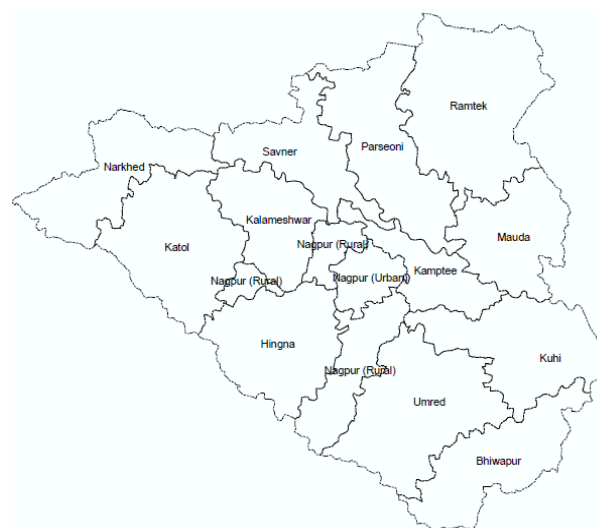 Ramtek
Parseoni
Savner
Narkhed
Kalameshwar
Mauda
Katol
Nagpur (Rural)
Kamptee
Nagpur (Rural)
Nagpur (Urban)
Hingna
Kuhi
Nagpur (Rural)
Umred
Bhiwapur